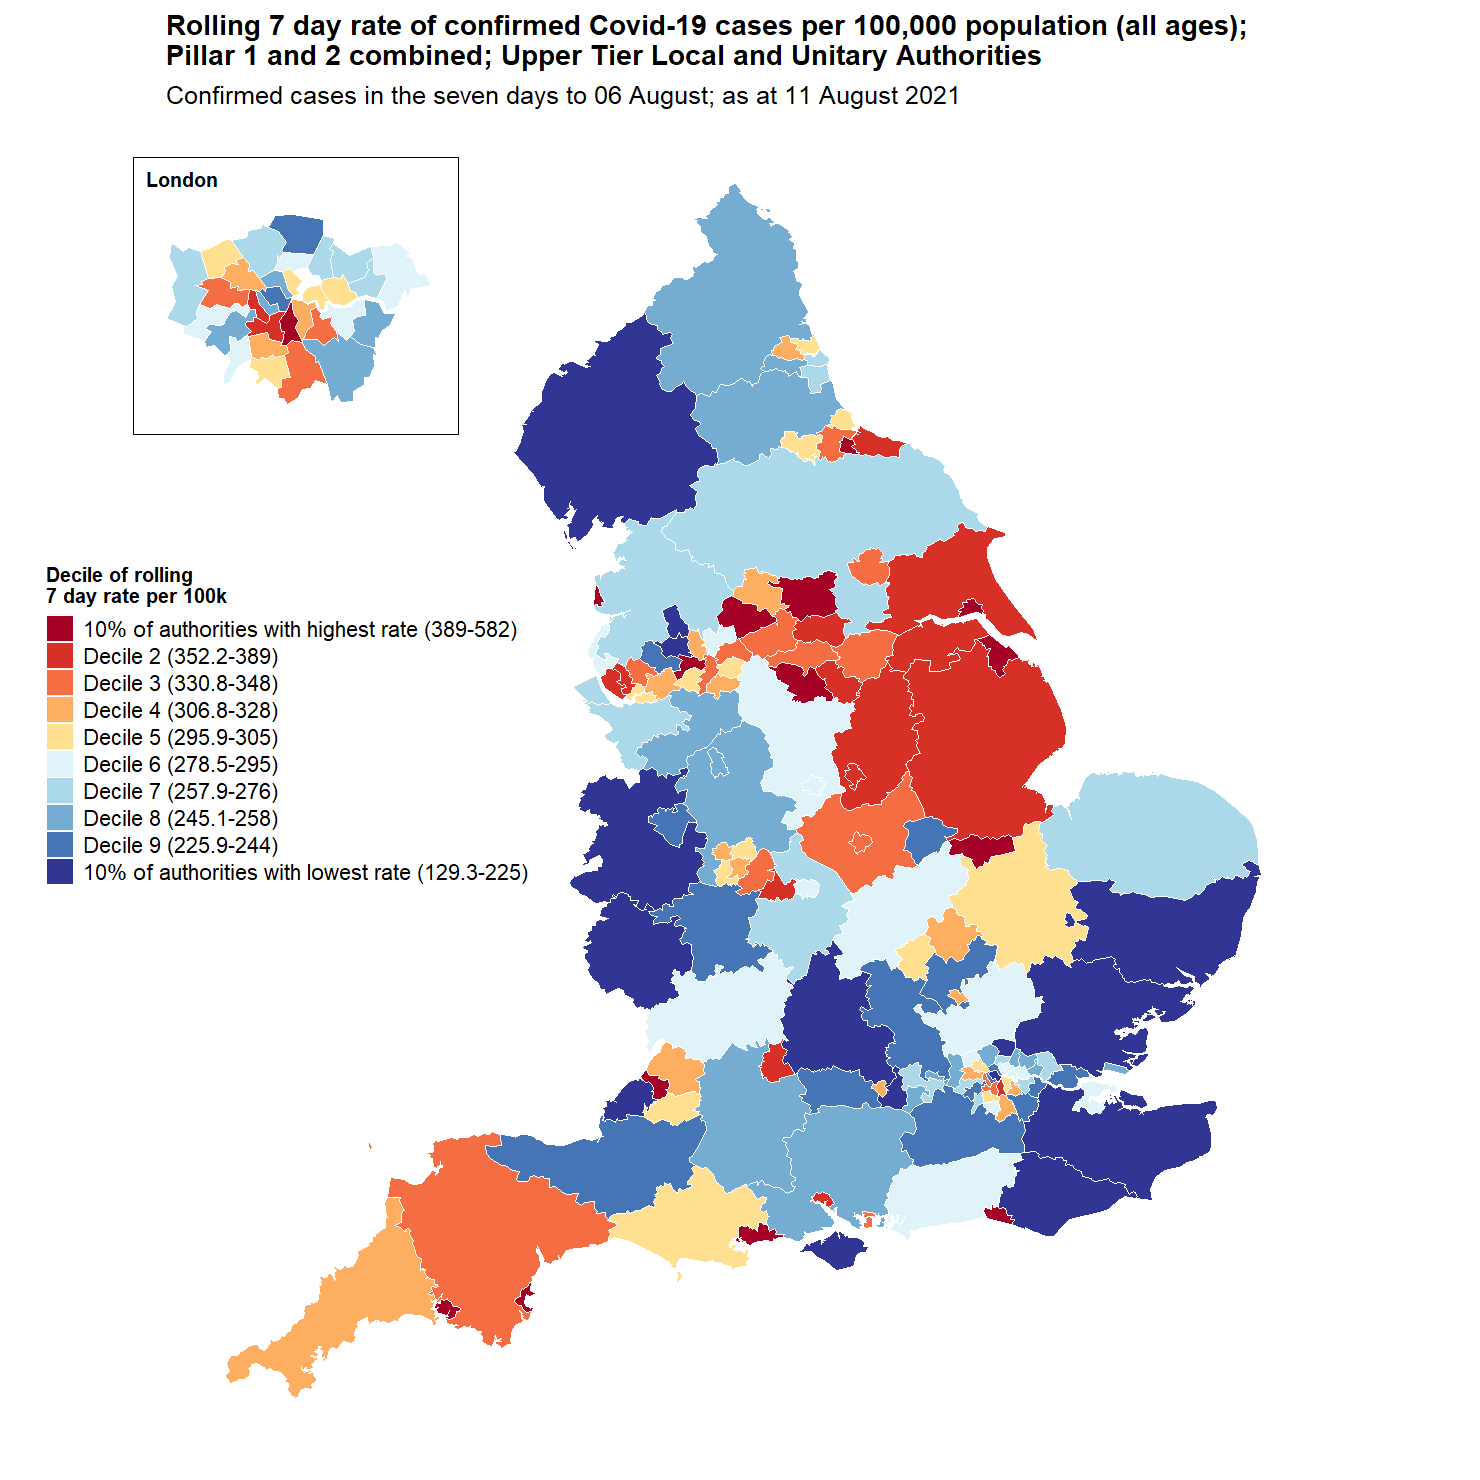 Rolling 7 day rate of confirmed Covid-19 cases per 100,000 population (all ages);
Pillar 1 and 2 combined; Upper Tier Local and Unitary Authorities
Confirmed cases in the seven days to 06 August; as at 11 August 2021
London
Decile of rolling
7 day rate per 100k
10% of authorities with highest rate (389-582)
Decile 2 (352.2-389)
Decile 3 (330.8-348)
Decile 4 (306.8-328)
Decile 5 (295.9-305)
Decile 6 (278.5-295)
Decile 7 (257.9-276)
Decile 8 (245.1-258)
Decile 9 (225.9-244)
10% of authorities with lowest rate (129.3-225)